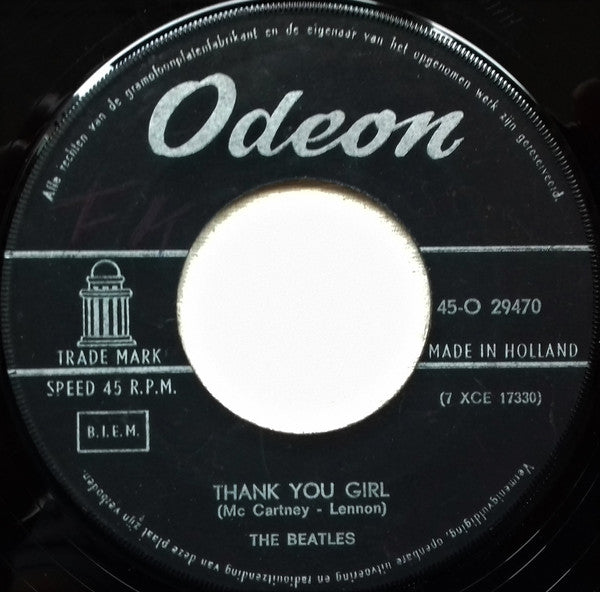 Alle rechten van de gramofoonplatenfabrikant en de eigenaar van het opgenomen werk zijn gereserveerd.
Odeon
45-O 29470
TRADE MARK
MADE IN HOLLAND
SPEED 45 R.P.M.
(7 XCE 17330)
B.I.E.M.
THANK YOU GIRL
(Mc Cartney - Lennon)
THE BEATLES
Vermenigvuldiging, openbare uitvoering en radiouitzending van deze plaat zijn verboden.